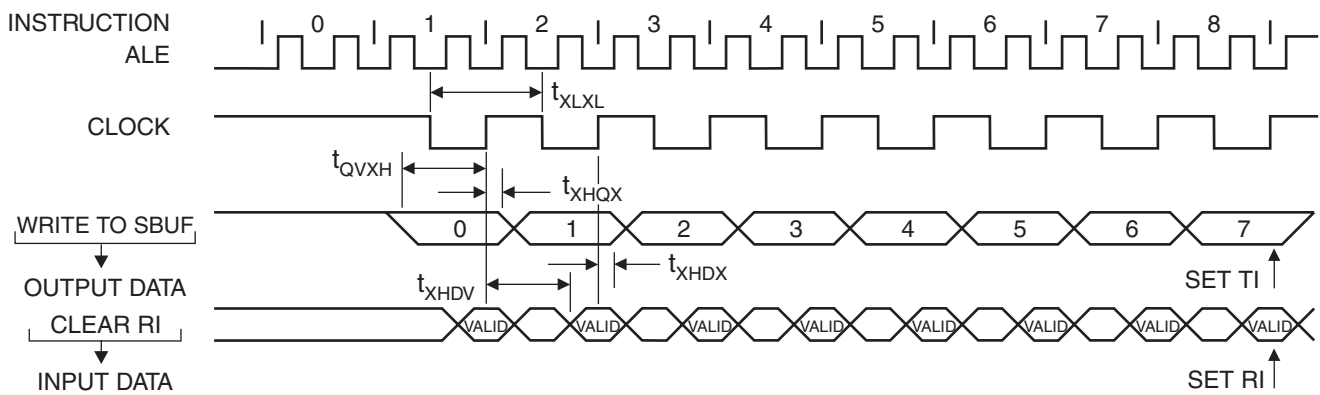 INSTRUCTION
0 1 2 3 4 5 6 7 8
ALE
tXLXL
CLOCK
tQVXH
tXHQX
WRITE TO SBUF
0 1 2 3 4 5 6 7
tXHDX
tXHDV
SET TI
OUTPUT DATA
CLEAR RI
VALID VALID VALID VALID VALID VALID VALID VALID
INPUT DATA
SET RI